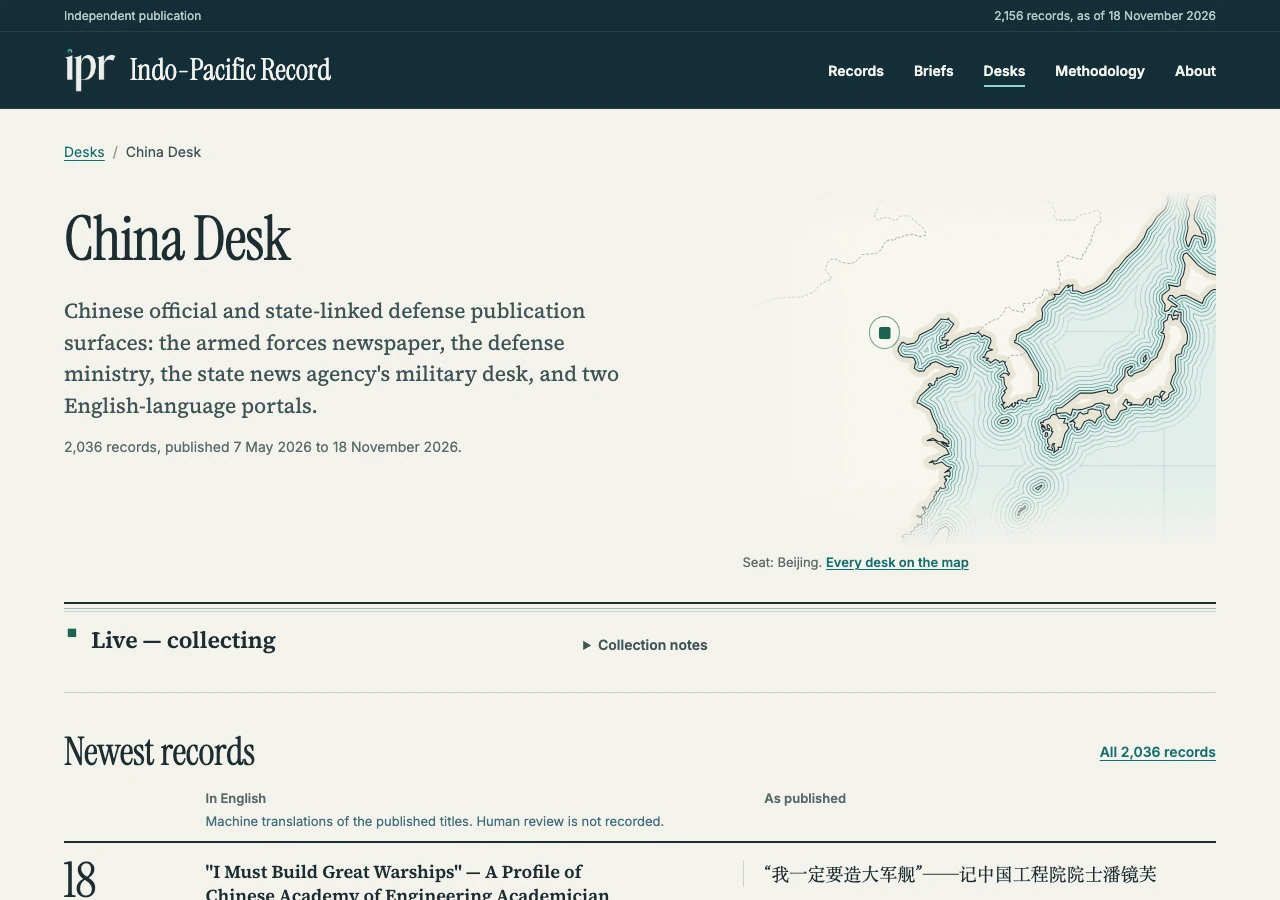 Independent publication
2,156 records, as of 18 November 2026
ipr Indo-Pacific Record
Records Briefs Desks Methodology About
Desks / China Desk
China Desk
Chinese official and state-linked defense publication
surfaces: the armed forces newspaper, the defense
ministry, the state news agency's military desk, and two
English-language portals.
2,036 records, published 7 May 2026 to 18 November 2026.
Seat: Beijing. Every desk on the map
Live — collecting
Collection notes
Newest records
All 2,036 records
In English
As published
Machine translations of the published titles. Human review is not recorded.
18
"I Must Build Great Warships" — A Profile of
Chinese Academy of Engineering Academician
“我一定要造大军舰”——记中国工程院院士潘镜芙